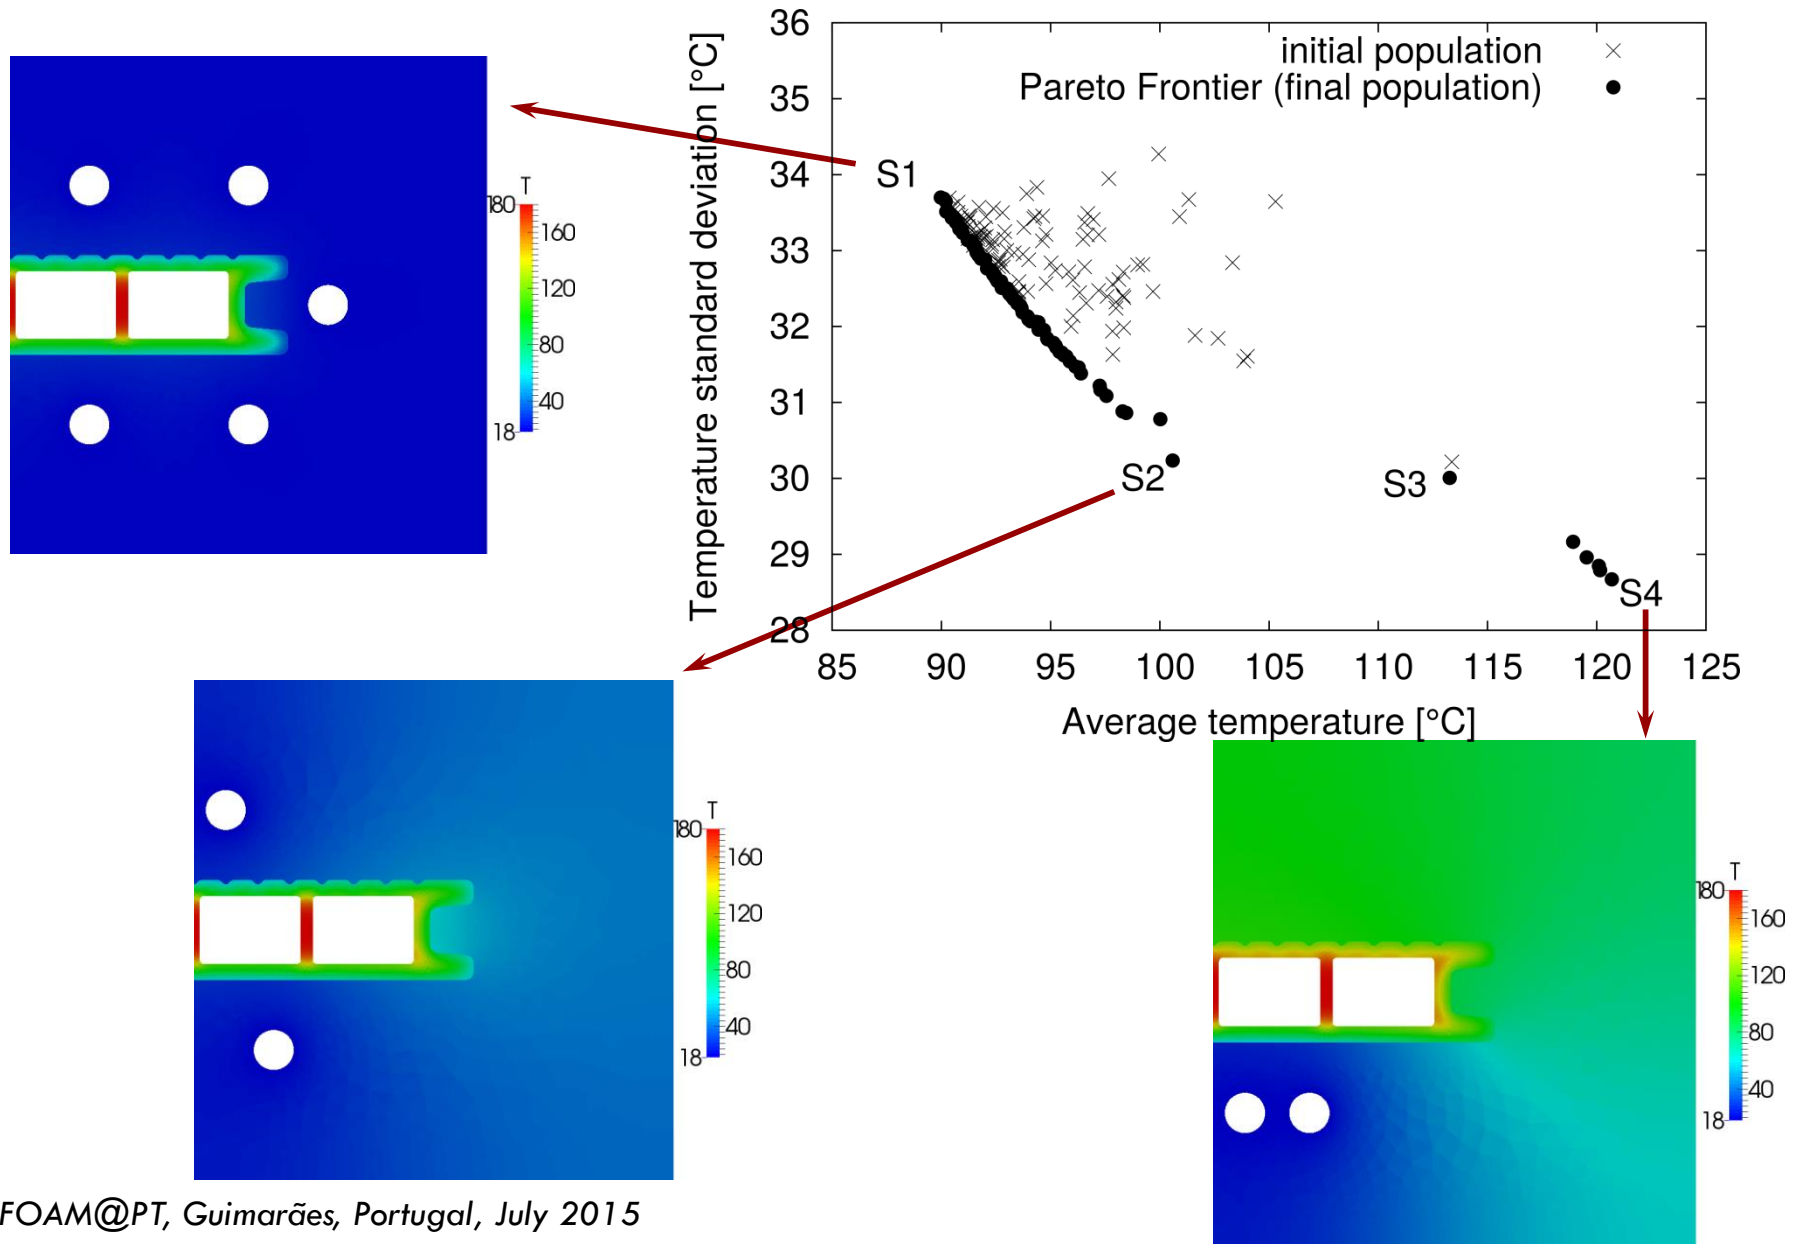 36
35
34
33
32
31
30
29
28
Temperature standard deviation [°C]
initial population
Pareto Frontier (final population)
S1
S2
S3
S4
85 90 95 100 105 110 115 120 125
Average temperature [°C]
T
180
160
120
80
40
18
T
180
160
120
80
40
18
T
180
160
120
80
40
18
FOAM@PT, Guimarães, Portugal, July 2015